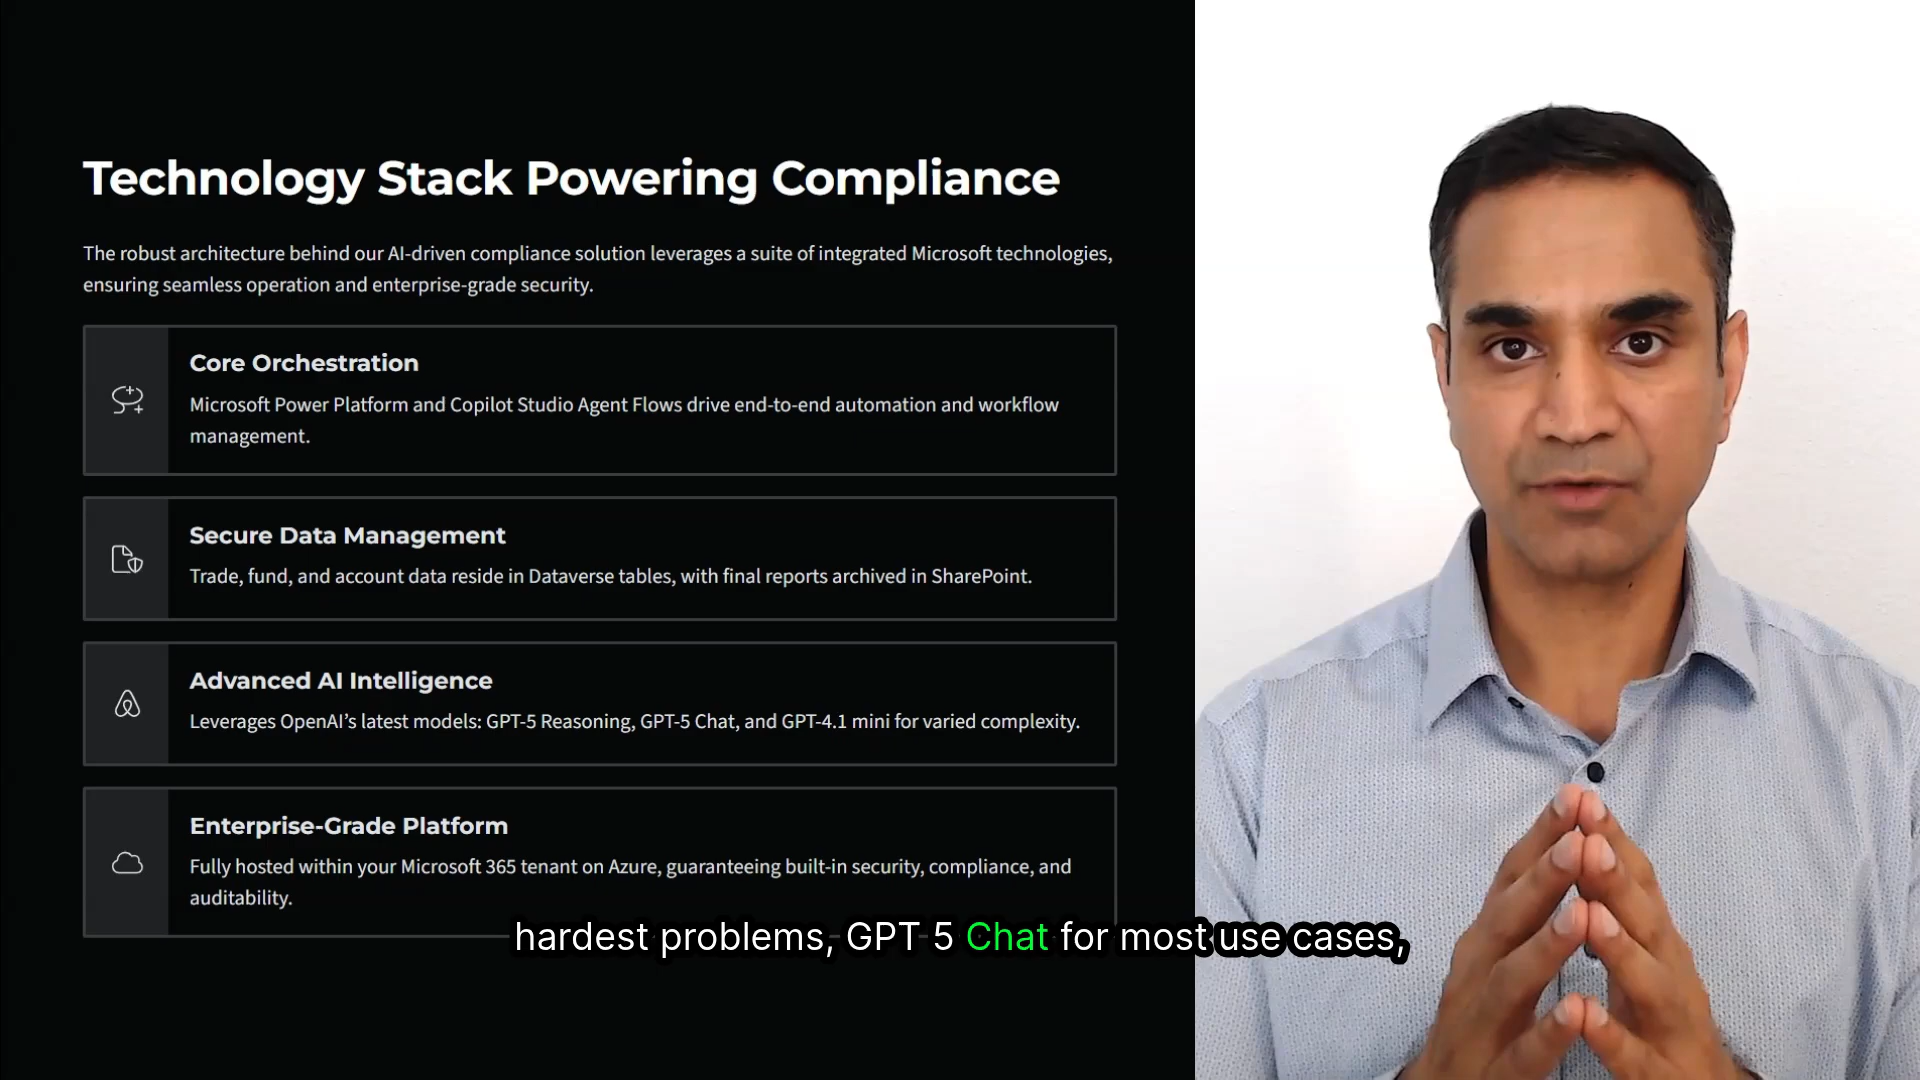 Technology Stack Powering Compliance
The robust architecture behind our AI-driven compliance solution leverages a suite of integrated Microsoft technologies,
ensuring seamless operation and enterprise-grade security.
Core Orchestration
Microsoft Power Platform and Copilot Studio Agent Flows drive end-to-end automation and workflow
management.
Secure Data Management
Trade, fund, and account data reside in Dataverse tables, with final reports archived in SharePoint.
Advanced AI Intelligence
Leverages OpenAI’s latest models: GPT-5 Reasoning, GPT-5 Chat, and GPT-4.1 mini for varied complexity.
Enterprise-Grade Platform
Fully hosted within your Microsoft 365 tenant on Azure, guaranteeing built-in security, compliance, and
auditability.
hardest problems, GPT 5 Chat for most use cases,